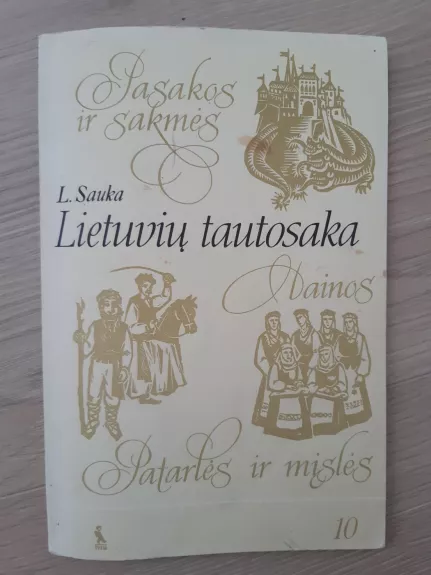 Pasakos
ir sakmės
L. Sauka
Lietuvių tautosaka
Dainos
Patarlės ir mįslės
10